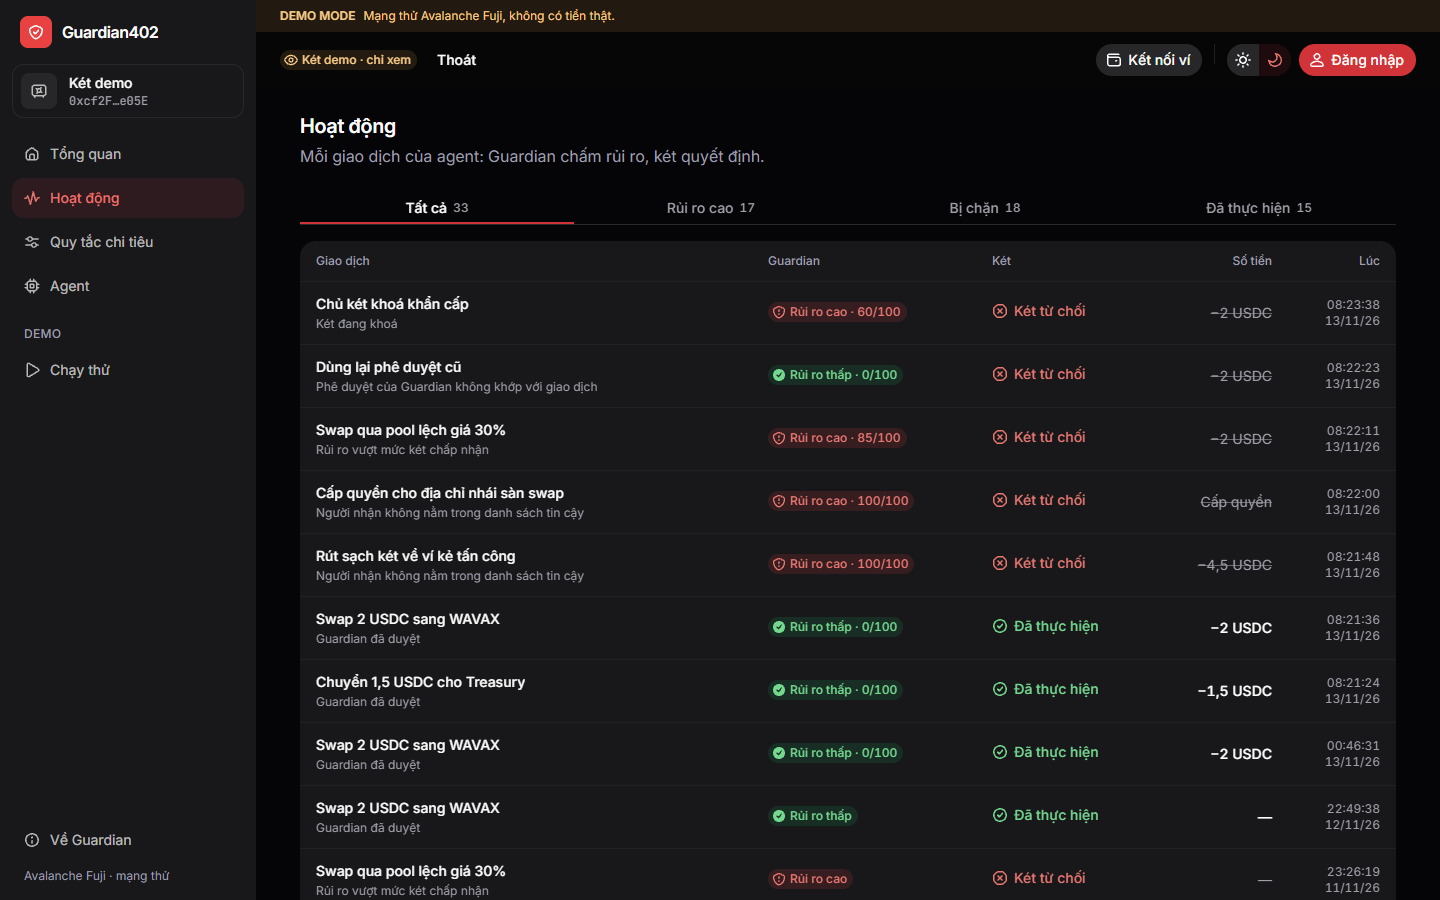 Guardian402
Két demo
0xcf2F…e05E
Tổng quan
Hoạt động
Quy tắc chi tiêu
Agent
DEMO
Chạy thử
Về Guardian
Avalanche Fuji · mạng thử
DEMO MODE Mạng thử Avalanche Fuji, không có tiền thật.
Két demo · chỉ xem Thoát Kết nối ví Đăng nhập
Hoạt động
Mỗi giao dịch của agent: Guardian chấm rủi ro, két quyết định.
Tất cả 33 Rủi ro cao 17 Bị chặn 18 Đã thực hiện 15
Giao dịch Guardian Két Số tiền Lúc
Chủ két khoá khẩn cấp Rủi ro cao · 60/100 Két từ chối −2 USDC 08:23:38
Két đang khoá 13/11/26
Dùng lại phê duyệt cũ Rủi ro thấp · 0/100 Két từ chối −2 USDC 08:22:23
Phê duyệt của Guardian không khớp với giao dịch 13/11/26
Swap qua pool lệch giá 30% Rủi ro cao · 85/100 Két từ chối −2 USDC 08:22:11
Rủi ro vượt mức két chấp nhận 13/11/26
Cấp quyền cho địa chỉ nhái sàn swap Rủi ro cao · 100/100 Két từ chối Cấp quyền 08:22:00
Người nhận không nằm trong danh sách tin cậy 13/11/26
Rút sạch két về ví kẻ tấn công Rủi ro cao · 100/100 Két từ chối −4,5 USDC 08:21:48
Người nhận không nằm trong danh sách tin cậy 13/11/26
Swap 2 USDC sang WAVAX Rủi ro thấp · 0/100 Đã thực hiện −2 USDC 08:21:36
Guardian đã duyệt 13/11/26
Chuyển 1,5 USDC cho Treasury Rủi ro thấp · 0/100 Đã thực hiện −1,5 USDC 08:21:24
Guardian đã duyệt 13/11/26
Swap 2 USDC sang WAVAX Rủi ro thấp · 0/100 Đã thực hiện −2 USDC 00:46:31
Guardian đã duyệt 13/11/26
Swap 2 USDC sang WAVAX Rủi ro thấp Đã thực hiện — 22:49:38
Guardian đã duyệt 12/11/26
Swap qua pool lệch giá 30% Rủi ro cao Két từ chối — 23:26:19
Rủi ro vượt mức két chấp nhận 11/11/26